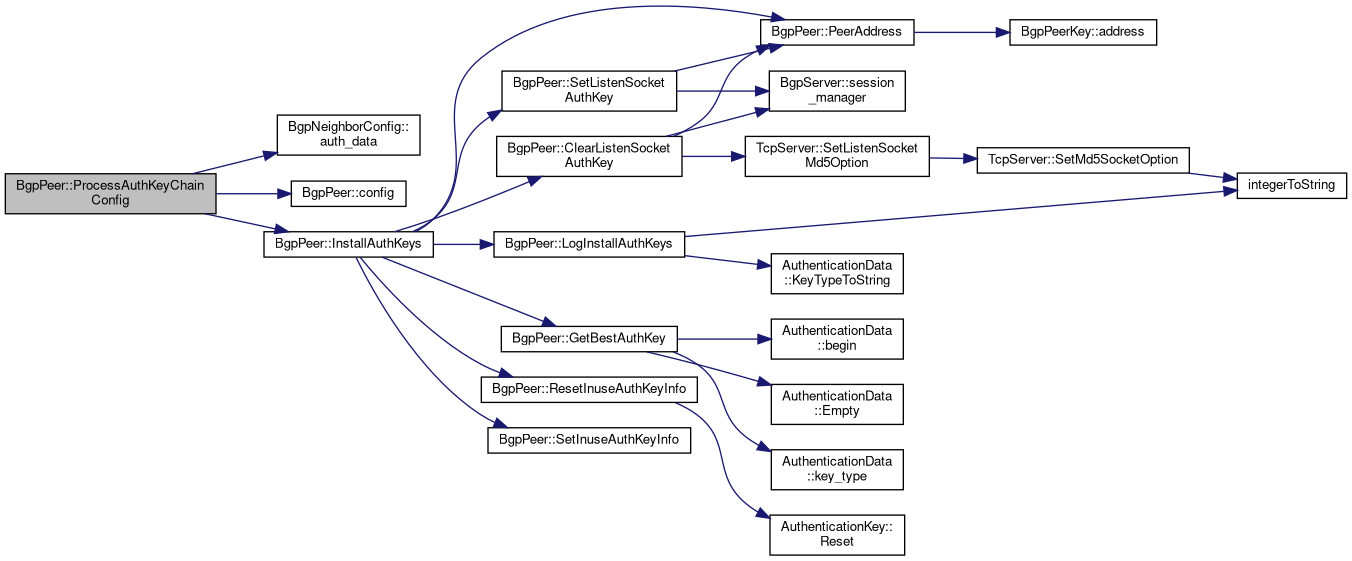 BgpPeer::ProcessAuthKeyChain
Config
BgpNeighborConfig::
auth_data
BgpPeer::config
BgpPeer::InstallAuthKeys
BgpPeer::SetListenSocket
AuthKey
BgpPeer::ClearListenSocket
AuthKey
BgpPeer::LogInstallAuthKeys
BgpPeer::GetBestAuthKey
BgpPeer::ResetInuseAuthKeyInfo
BgpPeer::SetInuseAuthKeyInfo
BgpPeer::PeerAddress
BgpServer::session
_manager
TcpServer::SetListenSocket
Md5Option
AuthenticationData
::KeyTypeToString
AuthenticationData
::begin
AuthenticationData
::Empty
AuthenticationData
::key_type
AuthenticationKey::
Reset
BgpPeerKey::address
TcpServer::SetMd5SocketOption
integerToString